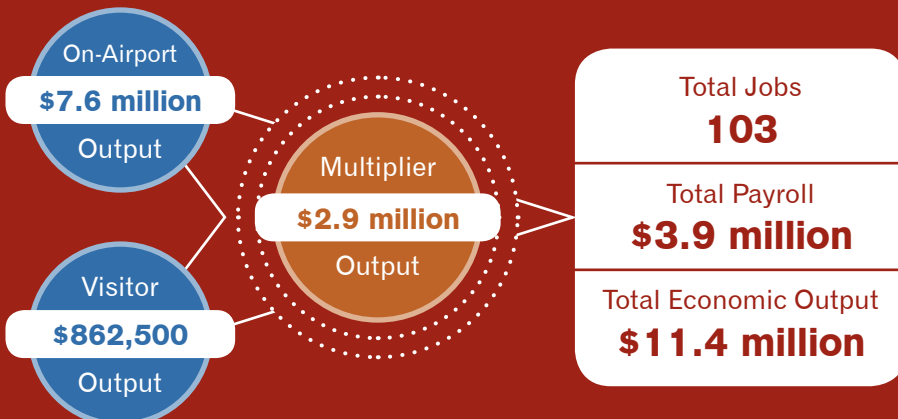 On-Airport
$7.6 million
Output
Visitor
$862,500
Output
Multiplier
$2.9 million
Output
Total Jobs
103
Total Payroll
$3.9 million
Total Economic Output
$11.4 million